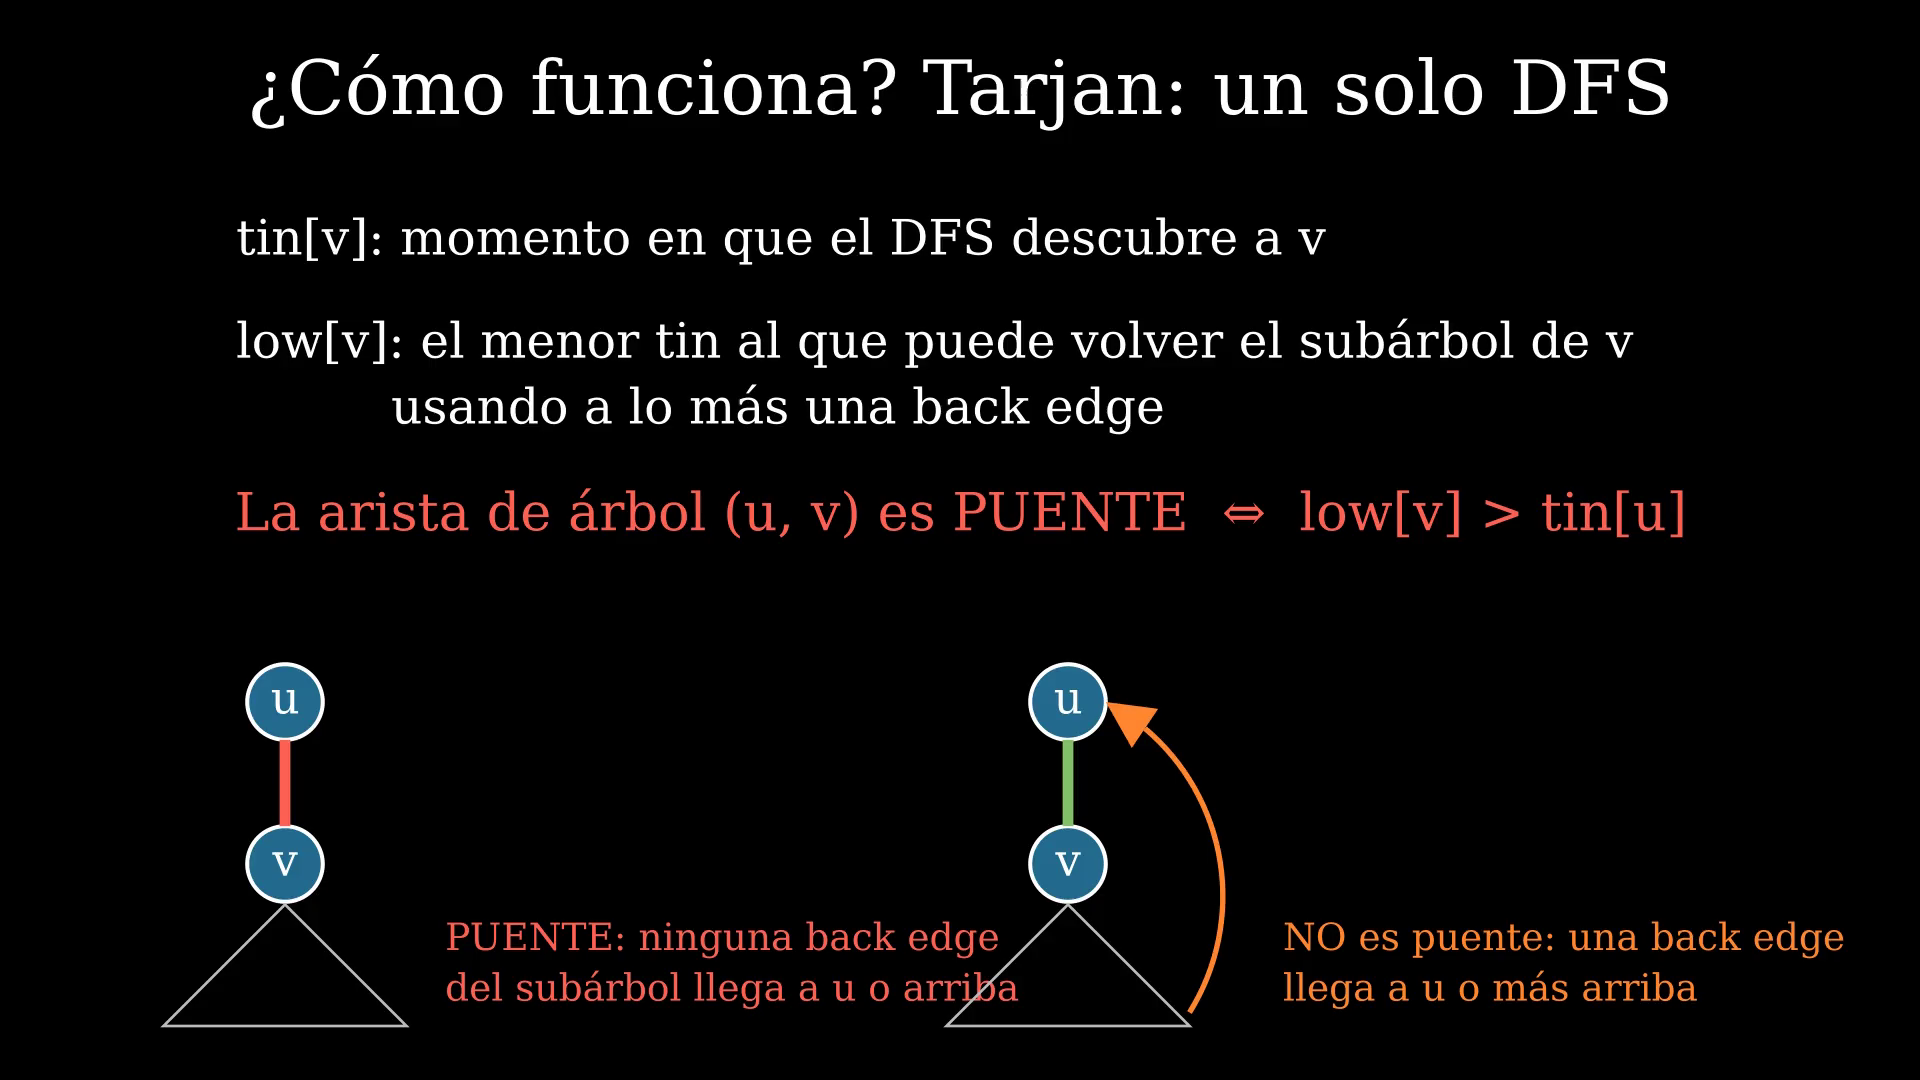 ¿Cómo funciona? Tarjan: un solo DFS
tin[v]: momento en que el DFS descubre a v
low[v]: el menor tin al que puede volver el subárbol de v
usando a lo más una back edge
La arista de árbol (u, v) es PUENTE ⇔ low[v] > tin[u]
u
v
PUENTE: ninguna back edge
del subárbol llega a u o arriba
u
v
NO es puente: una back edge
llega a u o más arriba